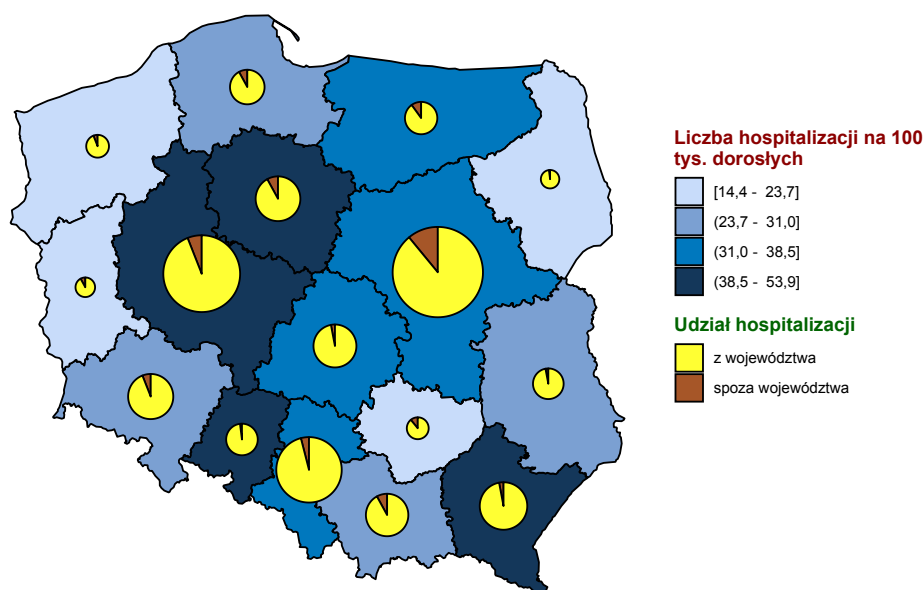 Liczba hospitalizacji na 100
tys. dorosłych
[14,4 - 23,7]
(23,7 - 31,0]
(31,0 - 38,5]
(38,5 - 53,9]
Udział hospitalizacji
z województwa
spoza województwa